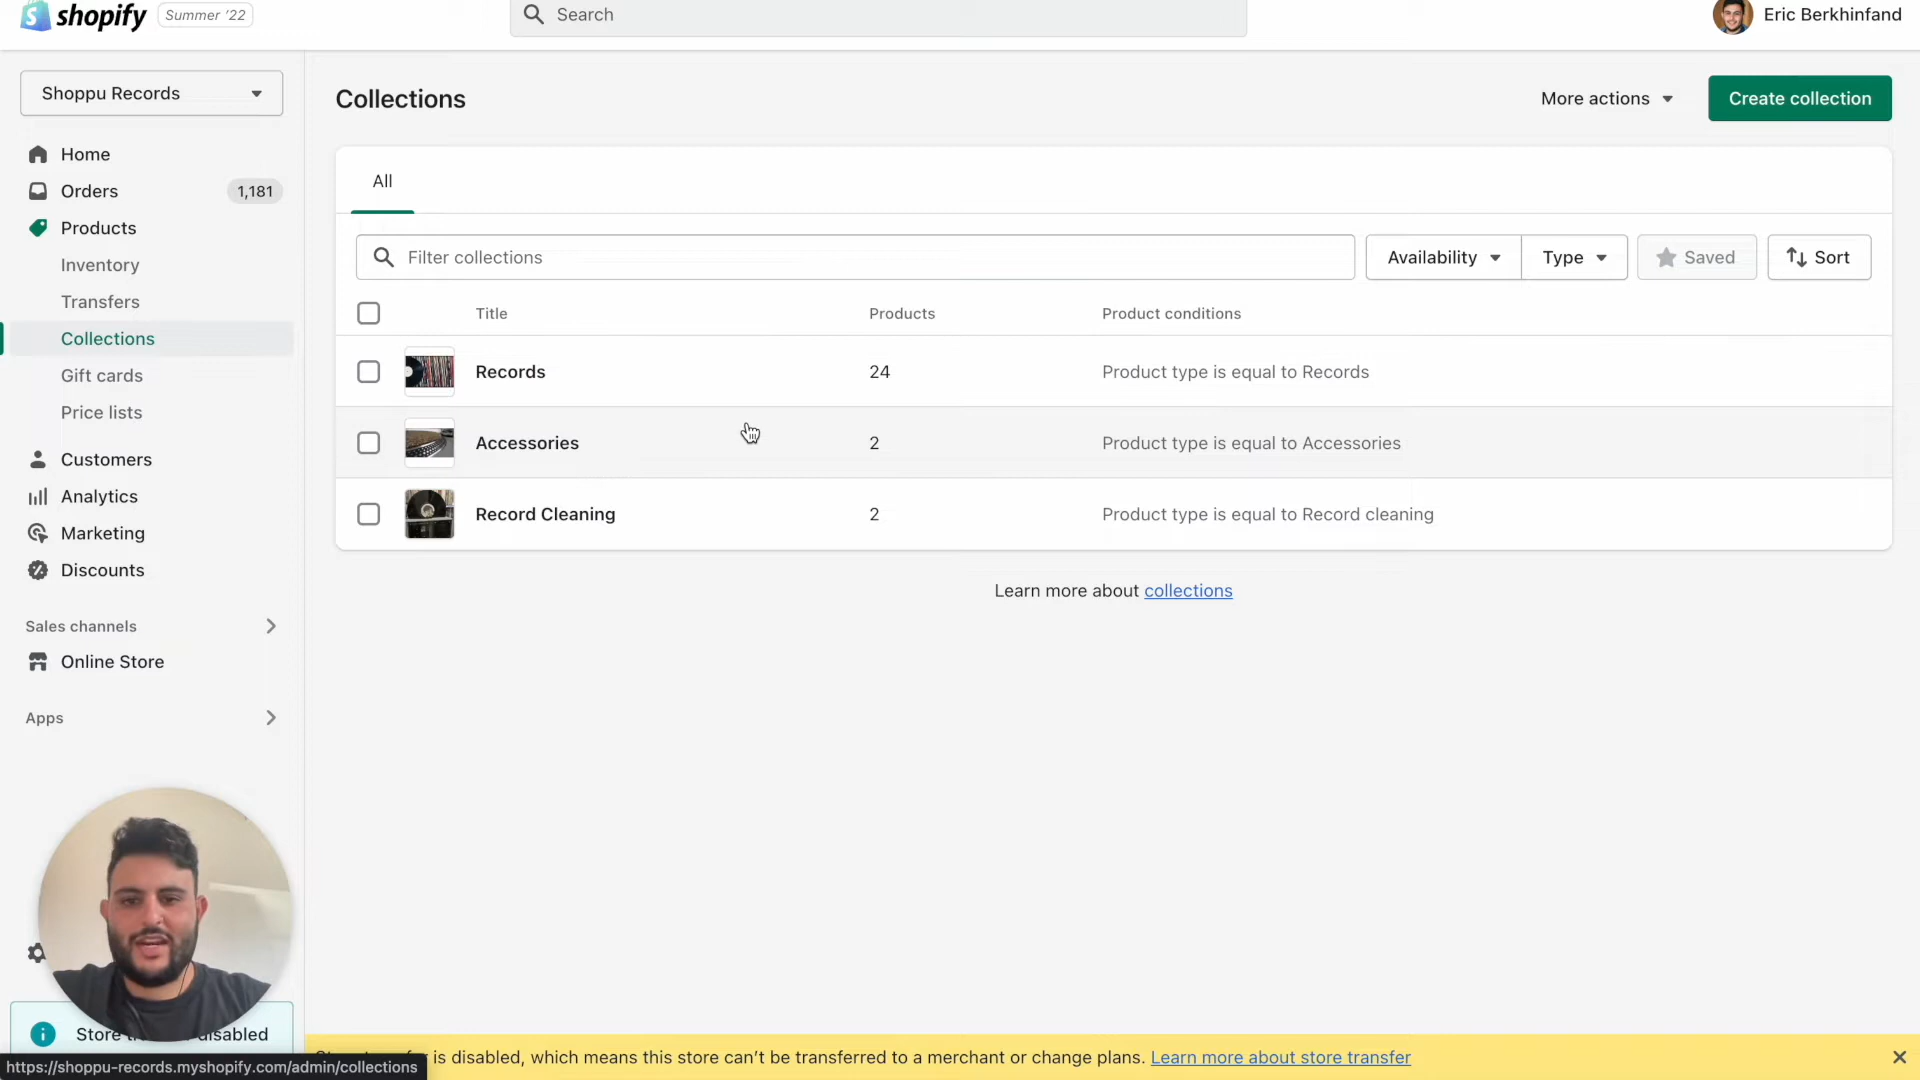 shopify
Summer '22
Search
Eric Berkhinfand
Shoppu Records
Home
Orders
1,181
Products
Inventory
Transfers
Collections
Gift cards
Price lists
Customers
Analytics
Marketing
Discounts
Sales channels
Online Store
Apps
Collections
More actions
Create collection
All
Filter collections
Availability
Type
Saved
Sort
Title
Products
Product conditions
Records
24
Product type is equal to Records
Accessories
2
Product type is equal to Accessories
Record Cleaning
2
Product type is equal to Record cleaning
Learn more about collections
Store
is disabled, which means this store can't be transferred to a merchant or change plans. Learn more about store transfer
https://shoppu-records.myshopify.com/admin/collections